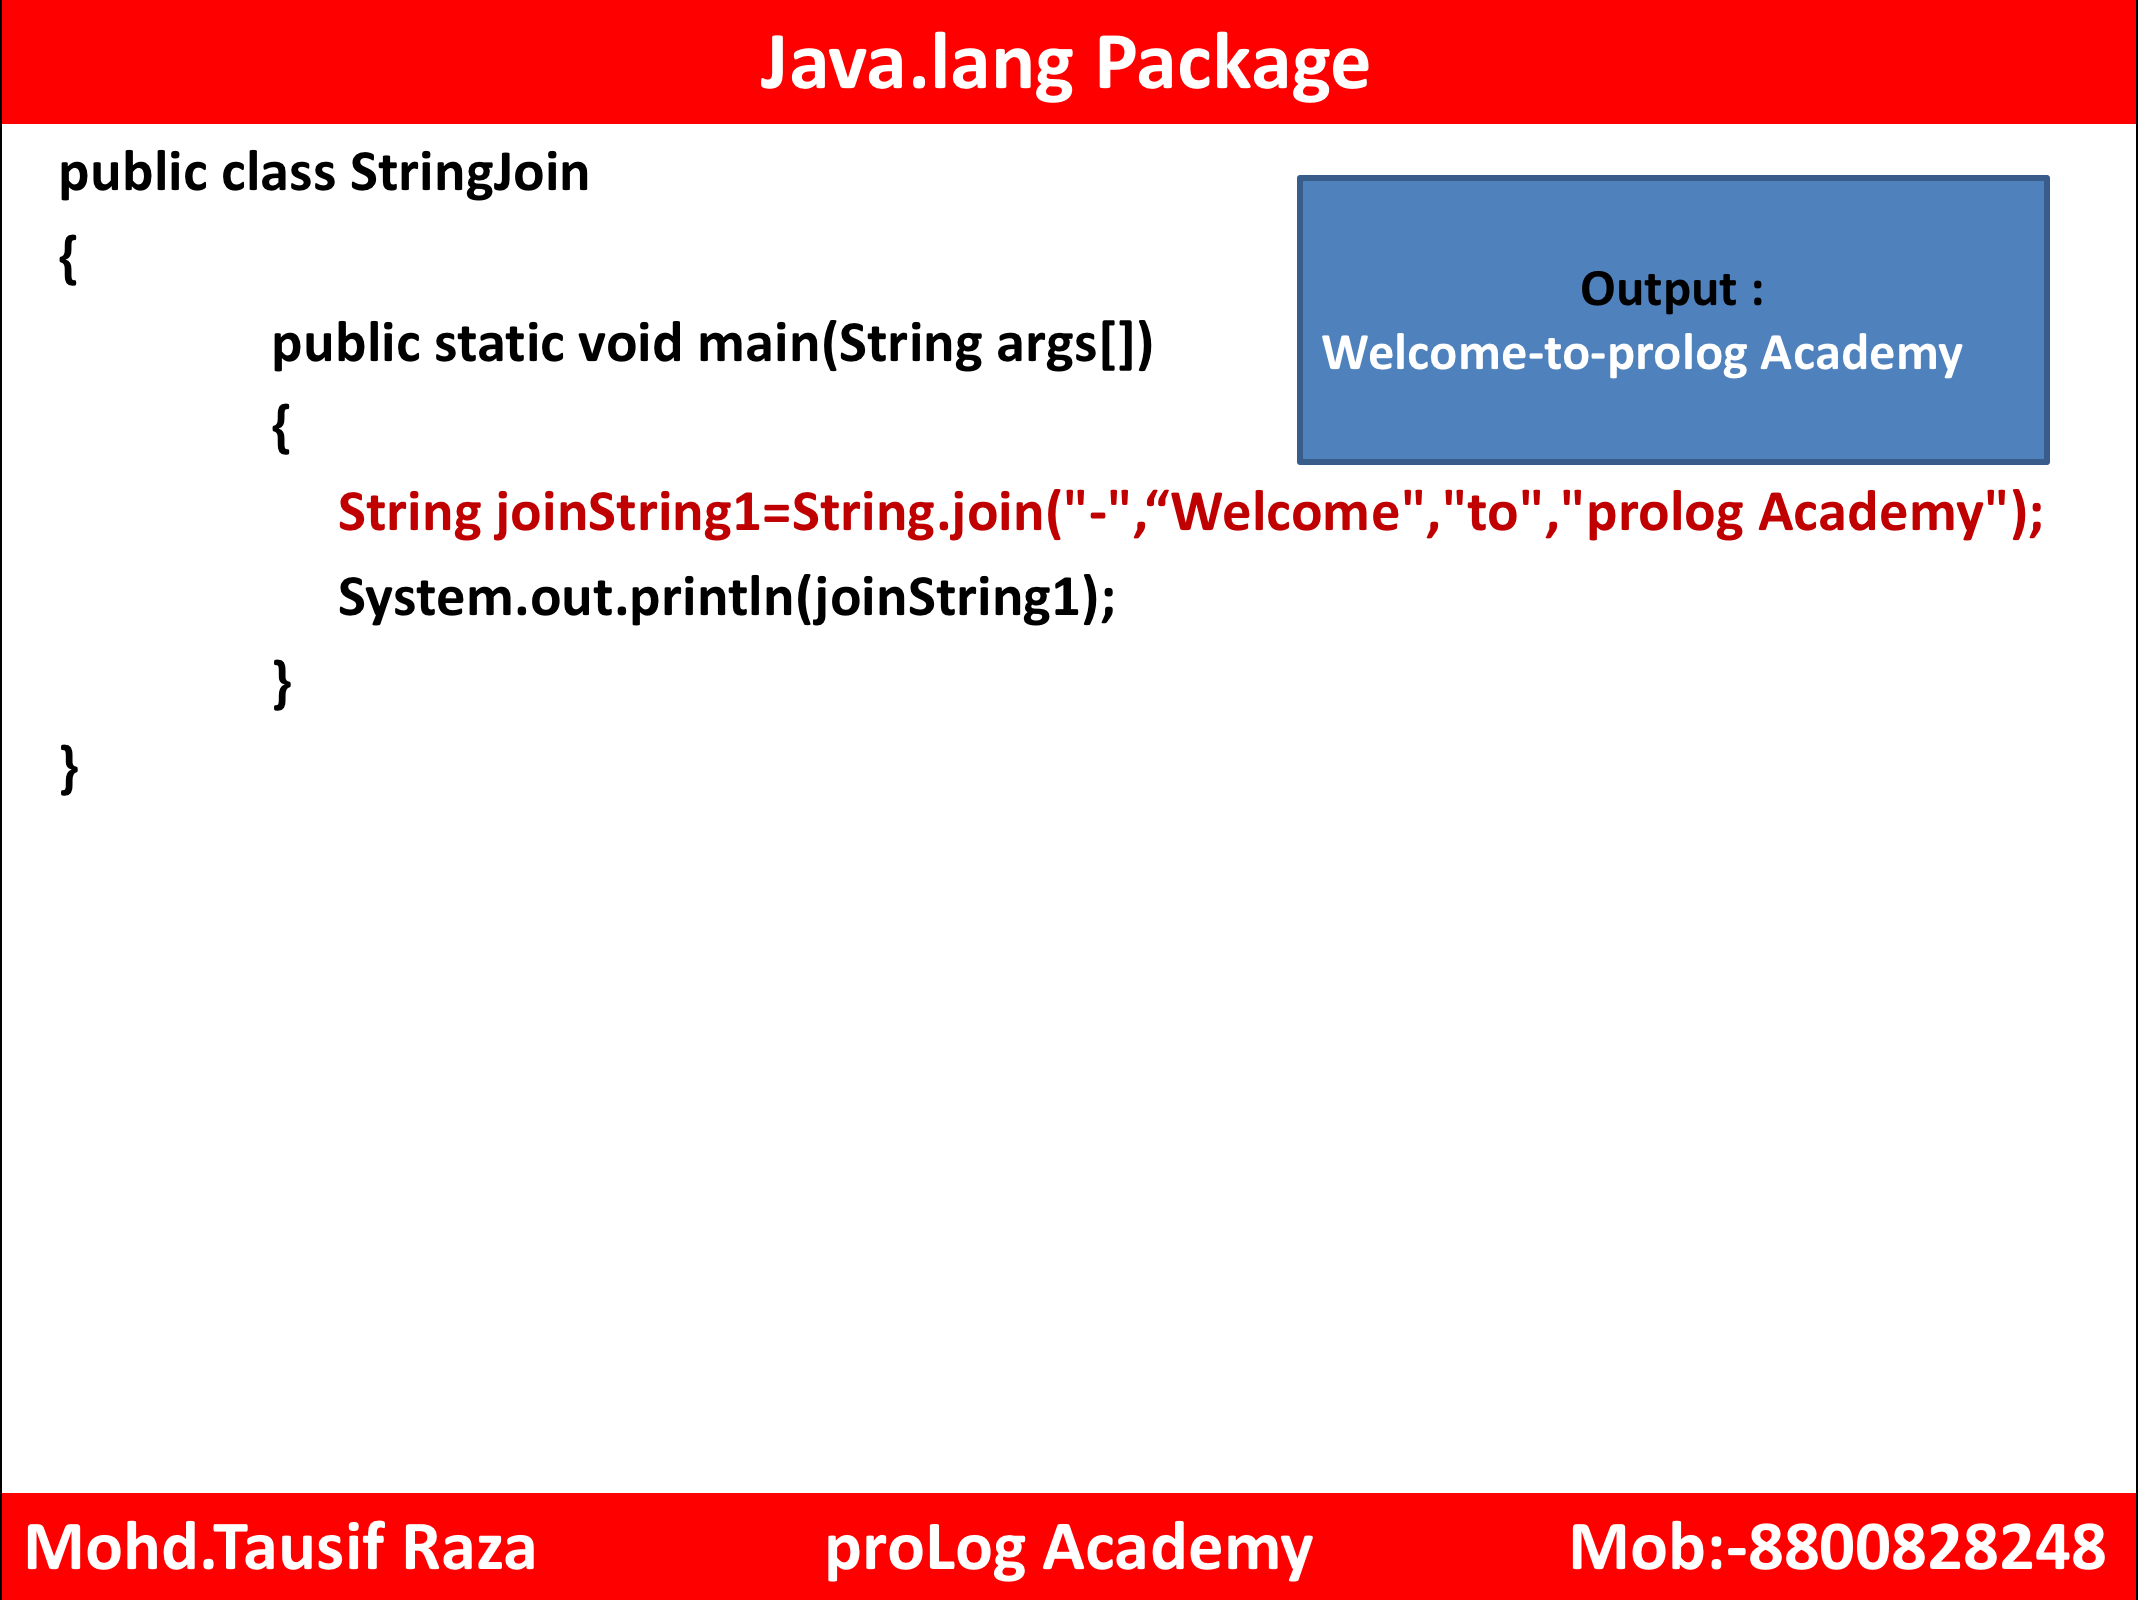 Java.lang Package
public class StringJoin
{
public static void main(String args[])
{
String joinString1=String.join("-",“Welcome","to","prolog Academy");
System.out.println(joinString1);
}
}
Output :
Welcome-to-prolog Academy
Mohd.Tausif Raza proLog Academy Mob:-8800828248